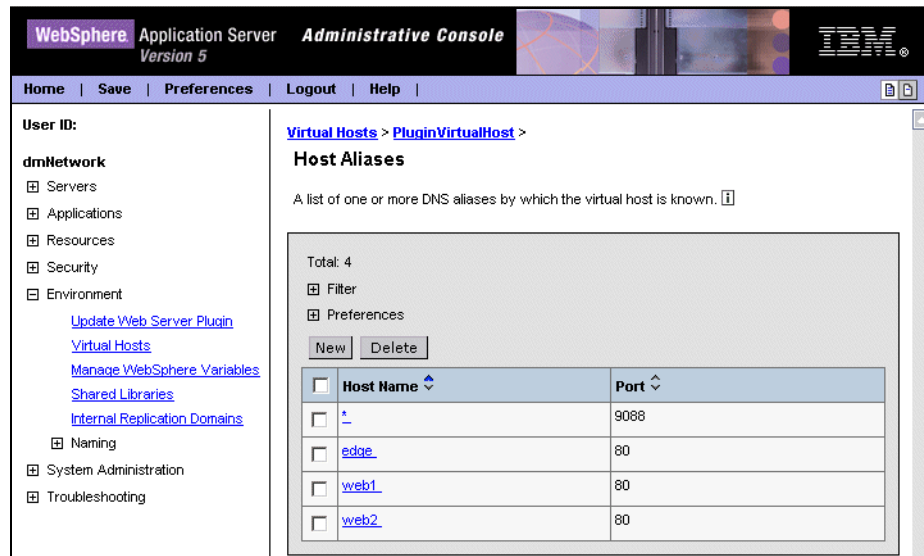 WebSphere. Application Server Administrative Console
Version 5
IBM®
Home | Save | Preferences | Logout | Help |
User ID:
dmNetwork
Servers
Applications
Resources
Security
Environment
Update Web Server Plugin
Virtual Hosts
Manage WebSphere Variables
Shared Libraries
Internal Replication Domains
Naming
System Administration
Troubleshooting
Virtual Hosts > PluginVirtualHost >
Host Aliases
A list of one or more DNS aliases by which the virtual host is known. i
Total: 4
Filter
Preferences
New Delete
Host Name Port
* 9088
edge 80
web1 80
web2 80